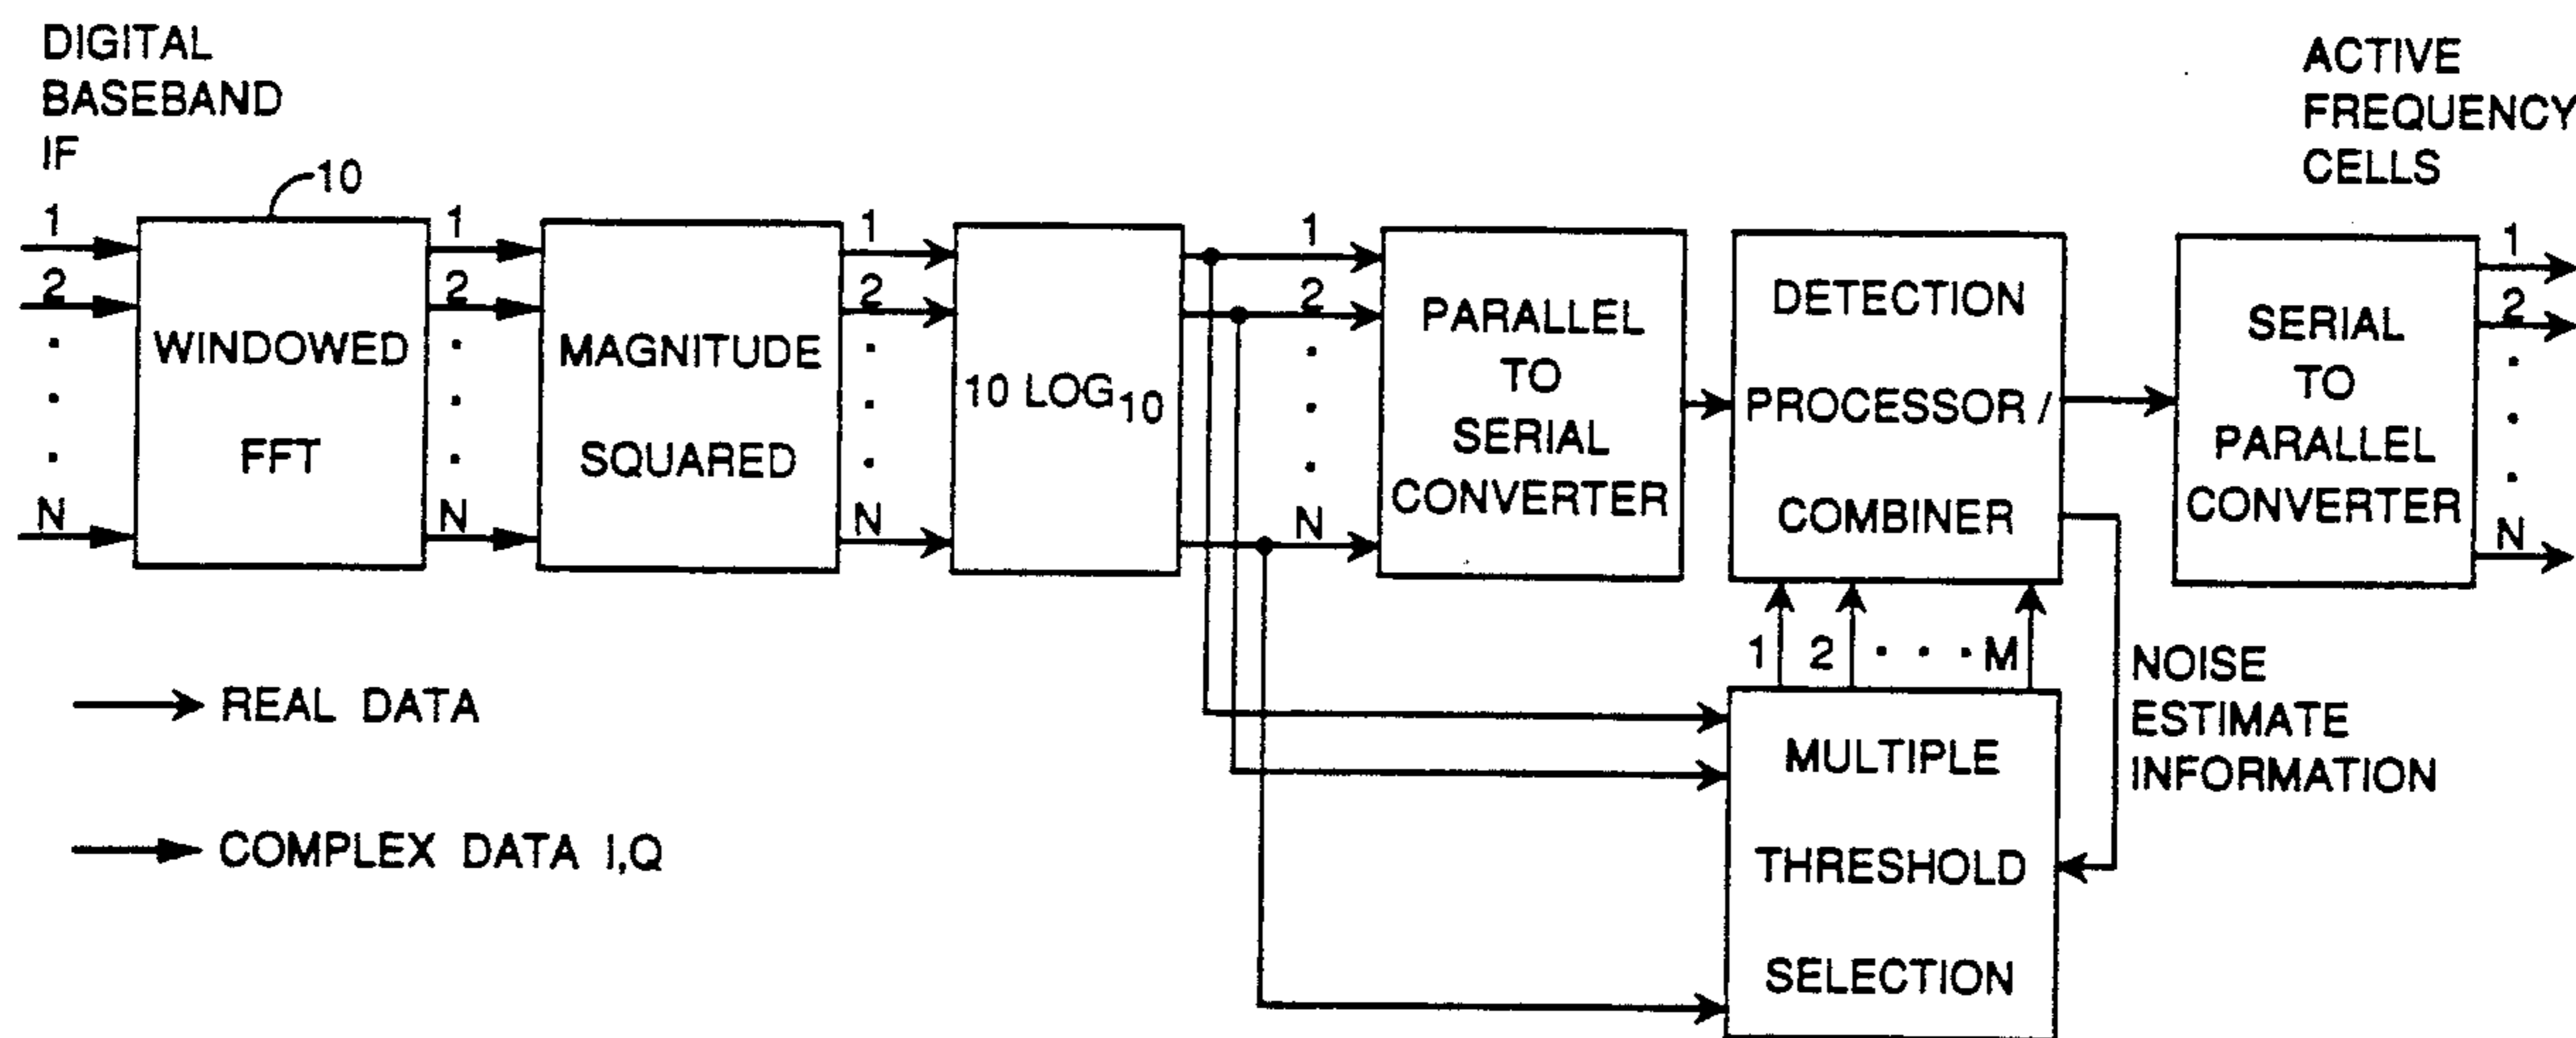 DIGITAL
BASEBAND
IF
10
ACTIVE
FREQUENCY
CELLS
1
2
N
WINDOWED
FFT
1
2
N
MAGNITUDE
SQUARED
1
2
N
10 LOG10
1
2
N
PARALLEL
TO
SERIAL
CONVERTER
DETECTION
PROCESSOR /
COMBINER
SERIAL
TO
PARALLEL
CONVERTER
1
2
N
1 2 · · · M
NOISE
ESTIMATE
INFORMATION
MULTIPLE
THRESHOLD
SELECTION
REAL DATA
COMPLEX DATA I,Q